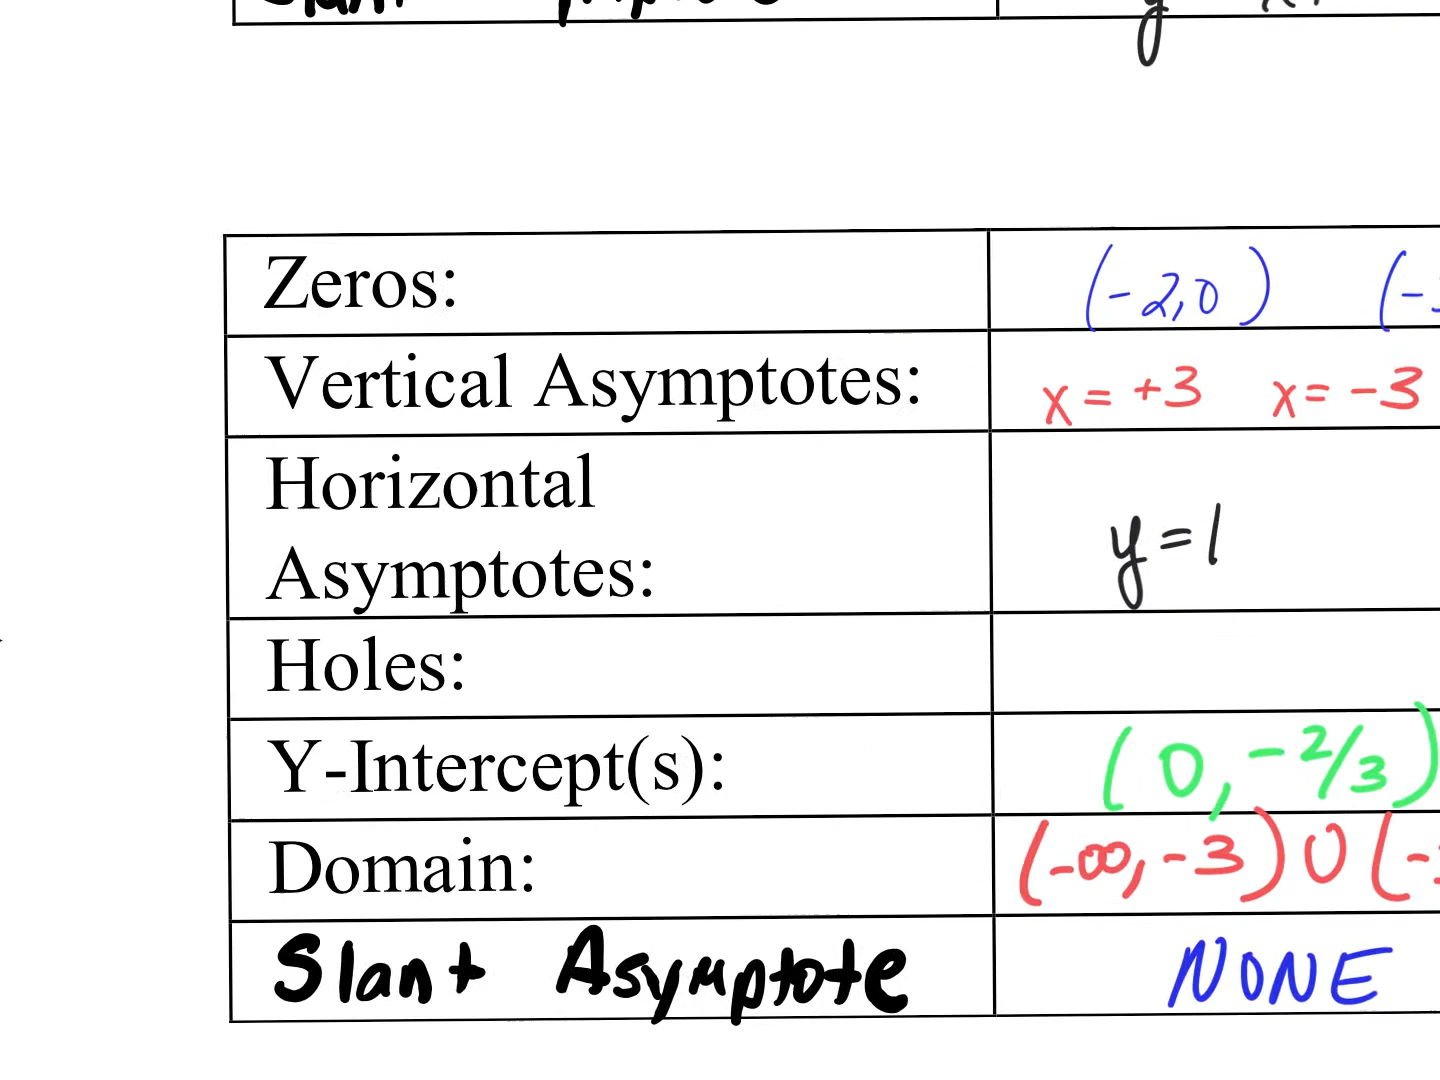 Zeros: (-2,0) (-
Vertical Asymptotes: x = +3 x = -3
Horizontal
Asymptotes: y = 1
Holes:
Y-Intercept(s): (0, -2/3)
Domain: (-∞, -3) ∪ (-
Slant Asymptote NONE